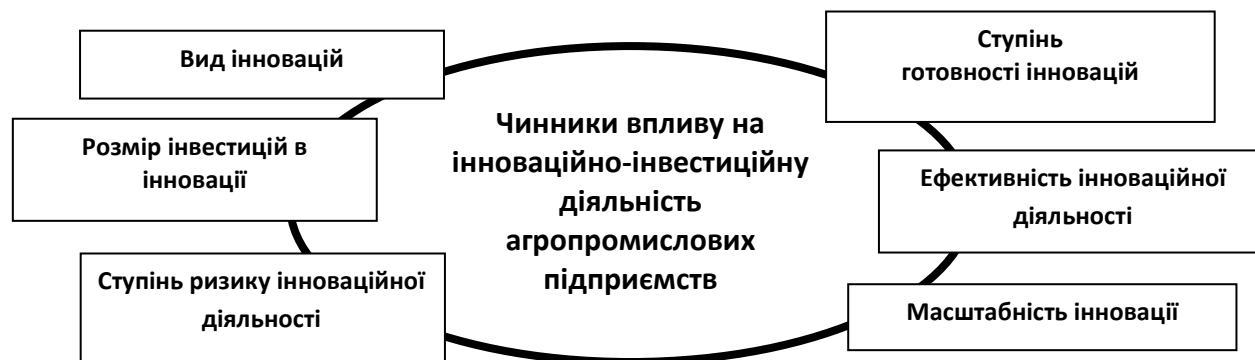 Вид інновацій
Розмір інвестицій в
інновації
Ступінь ризику інноваційної
діяльності
Чинники впливу на
інноваційно-інвестиційну
діяльність
агропромислових
підприємств
Ступінь
готовності інновацій
Ефективність інноваційної
діяльності
Масштабність інновації